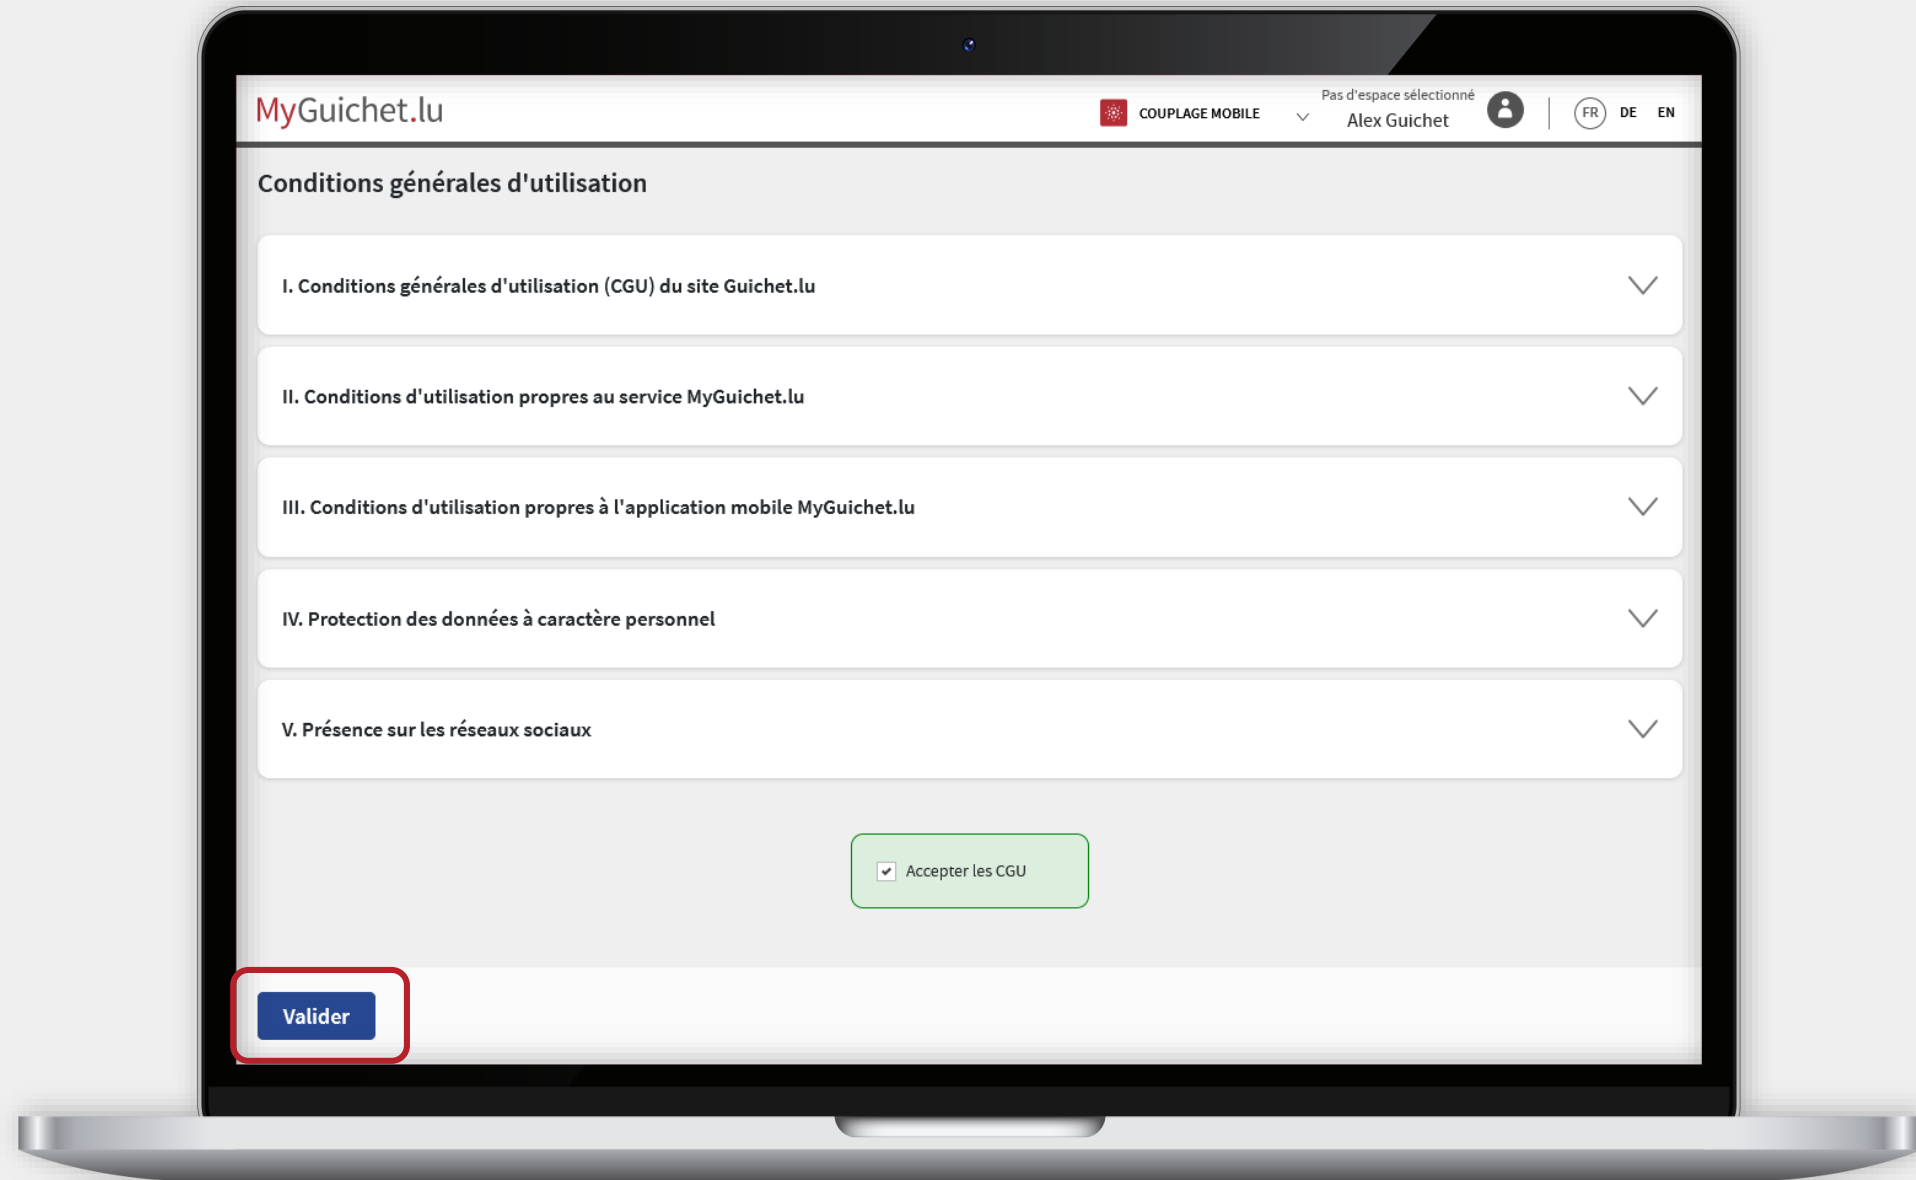 MyGuichet.lu
COUPLAGE MOBILE
Pas d'espace sélectionné
Alex Guichet
FR DE EN
Conditions générales d'utilisation
I. Conditions générales d'utilisation (CGU) du site Guichet.lu
II. Conditions d'utilisation propres au service MyGuichet.lu
III. Conditions d'utilisation propres à l'application mobile MyGuichet.lu
IV. Protection des données à caractère personnel
V. Présence sur les réseaux sociaux
Accepter les CGU
Valider